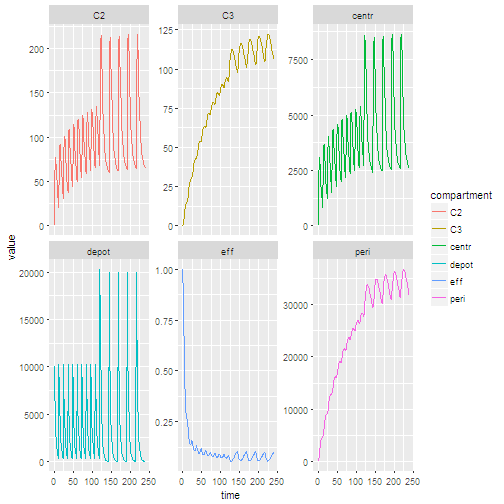 C2 C3 centr
200
150
100
50
0
125
100
75
50
25
0
7500
5000
2500
0
value
depot eff peri
20000
15000
10000
5000
0
1.00
0.75
0.50
0.25
30000
20000
10000
0
0 50 100 150 200 250 0 50 100 150 200 250 0 50 100 150 200 250
time
compartment
C2
C3
centr
depot
eff
peri